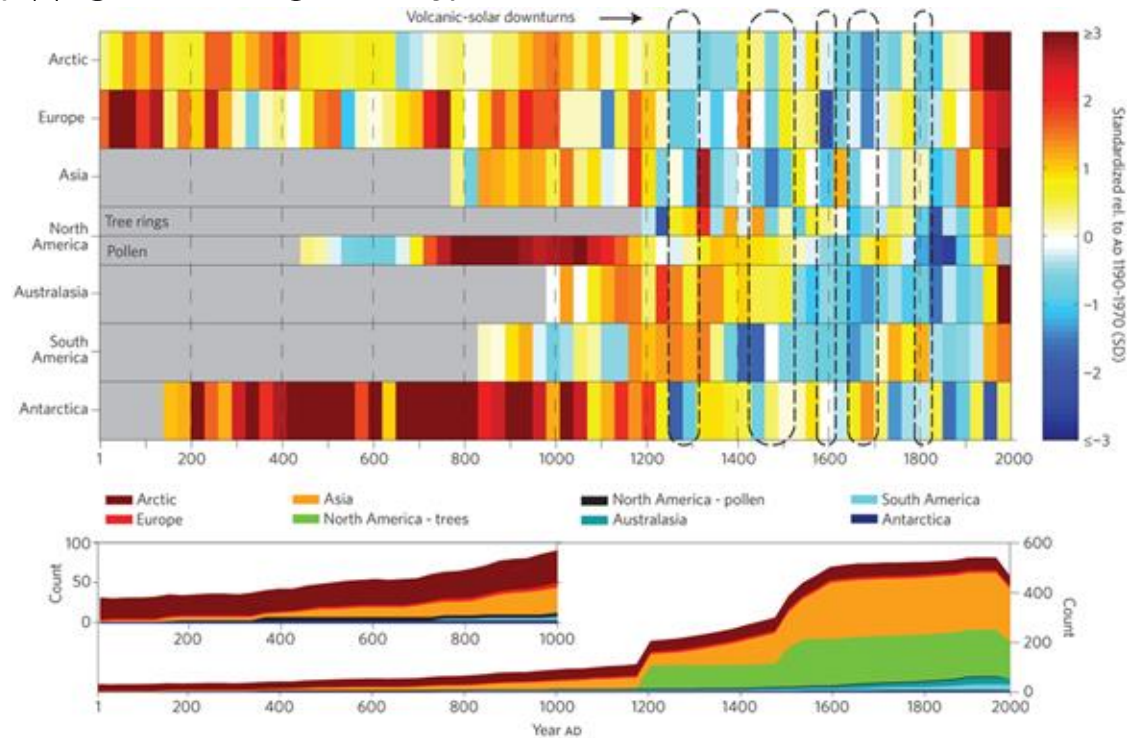 Volcanic-solar downturns
Arctic
Europe
Asia
North
America
Tree rings
Pollen
Australasia
South
America
Antarctica
1 200 400 600 800 1000 1200 1400 1600 1800 2000
≥3
2
1
0
−1
−2
≤−3
Standardized rel. to AD 1190-1970 (SD)
Arctic Asia North America - pollen South America
Europe North America - trees Australasia Antarctica
100
50
0
Count
200 400 600 800 1000
600
400
200
0
Count
1 200 400 600 800 1000 1200 1400 1600 1800 2000
Year AD